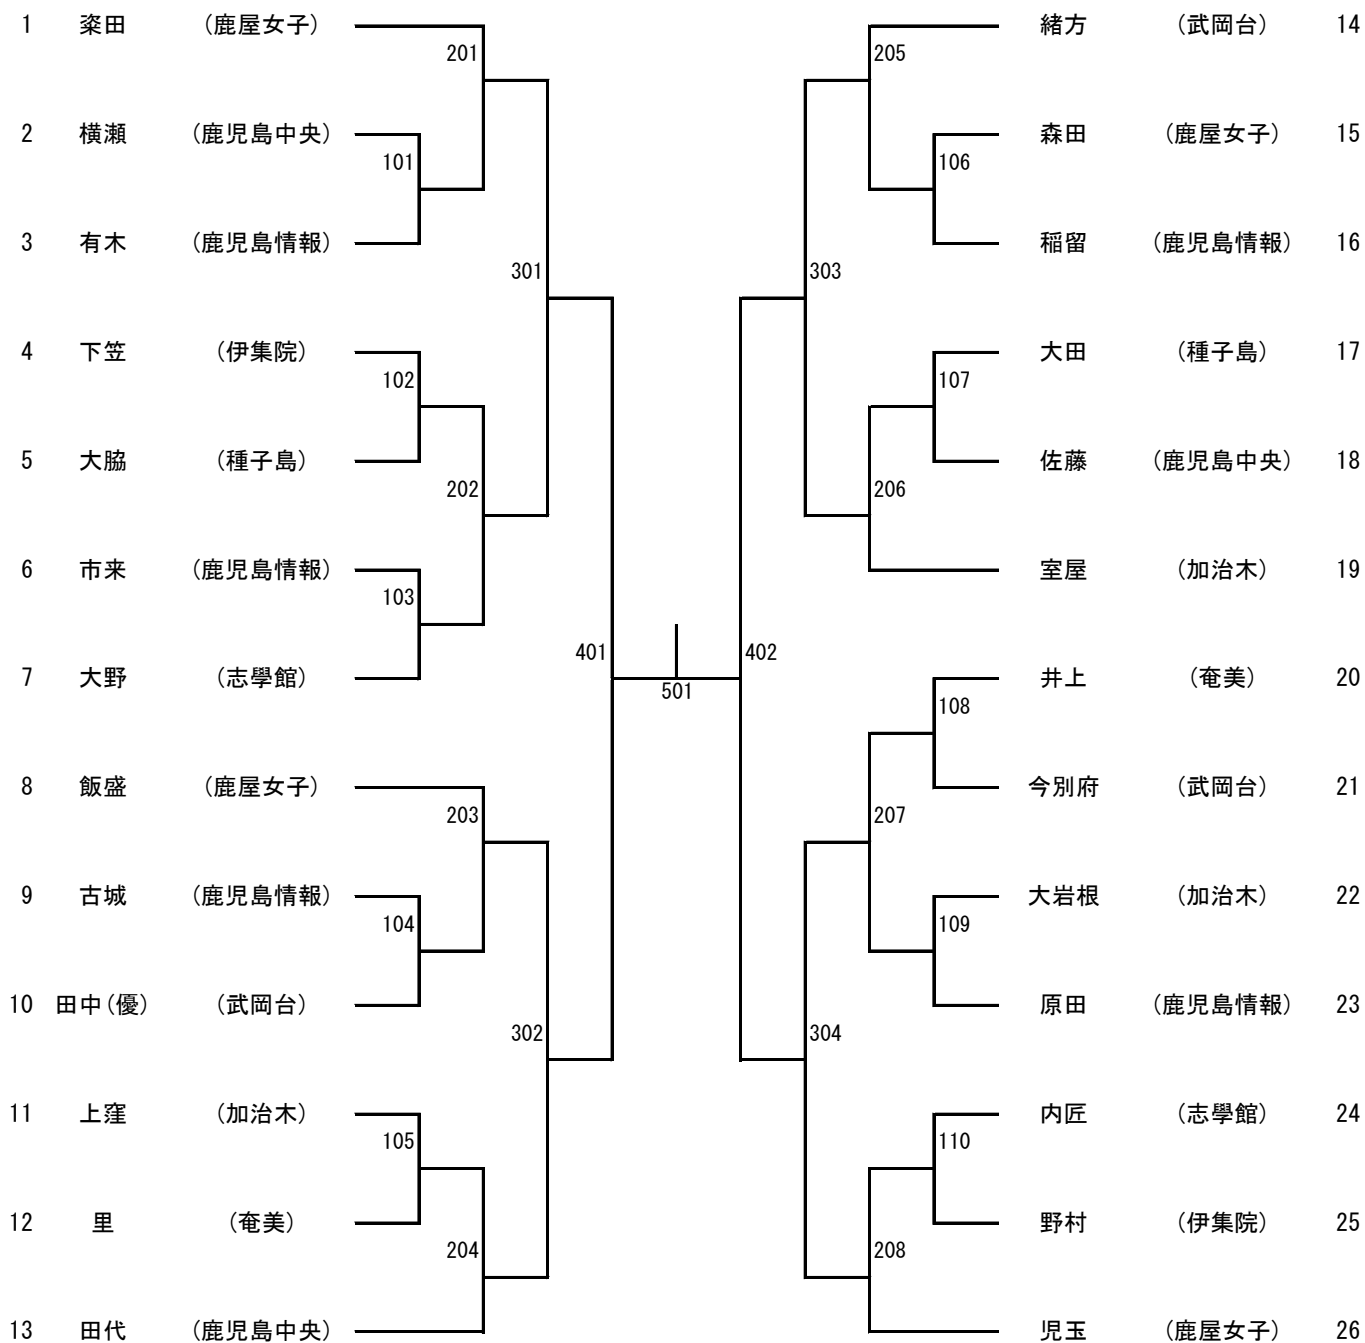 1 楽田 (鹿屋女子) 緒方 (武岡台) 14
201 205
2 横瀬 (鹿児島中央) 森田 (鹿屋女子) 15
101 106
3 有木 (鹿児島情報) 稲留 (鹿児島情報) 16
301 303
4 下笠 (伊集院) 大田 (種子島) 17
102 107
5 大脇 (種子島) 佐藤 (鹿児島中央) 18
202 206
6 市来 (鹿児島情報) 室屋 (加治木) 19
103
401 402
7 大野 (志學館) 井上 (奄美) 20
501
108
8 飯盛 (鹿屋女子) 今別府 (武岡台) 21
203 207
9 古城 (鹿児島情報) 大岩根 (加治木) 22
104 109
10 田中(優) (武岡台) 原田 (鹿児島情報) 23
302 304
11 上窪 (加治木) 内匠 (志學館) 24
105 110
12 里 (奄美) 野村 (伊集院) 25
204 208
13 田代 (鹿児島中央) 児玉 (鹿屋女子) 26